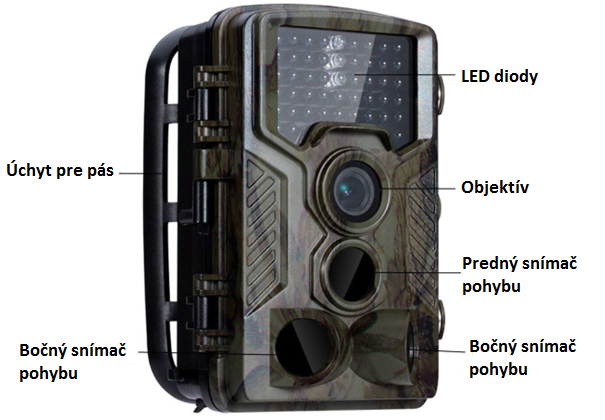 LED diody
Úchyt pre pás
Objektív
Predný snímač
pohybu
Bočný snímač
pohybu
Bočný snímač
pohybu